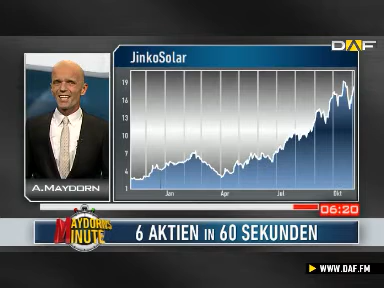 DAF
JinkoSolar
19
16
13
10
7
4
1
Jan
Apr
Jul
Okt
A.MAYDORN
06:20
MAYDORNS
MINUTE
6 AKTIEN IN 60 SEKUNDEN
WWW.DAF.FM